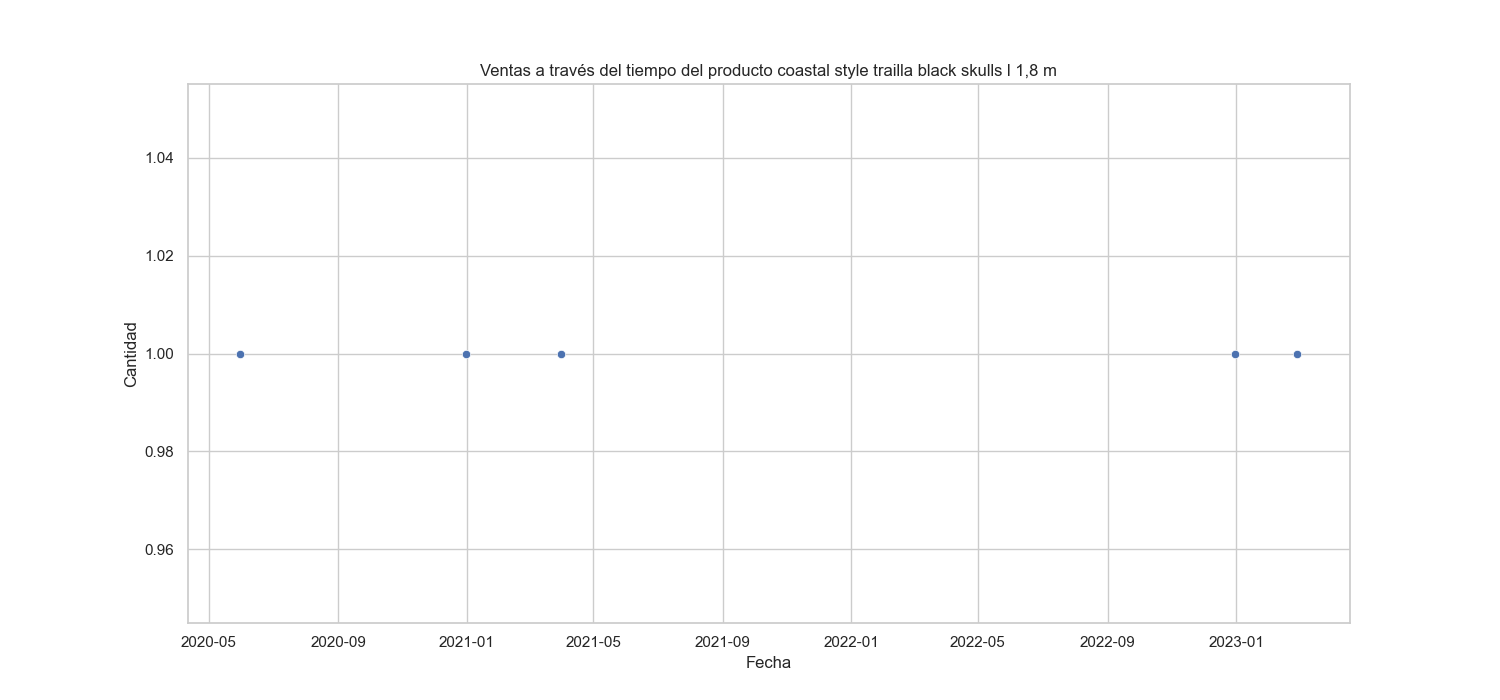 Ventas a través del tiempo del producto coastal style trailla black skulls l 1,8 m
1.04
1.02
1.00
0.98
0.96
Cantidad
2020-05 2020-09 2021-01 2021-05 2021-09 2022-01 2022-05 2022-09 2023-01
Fecha